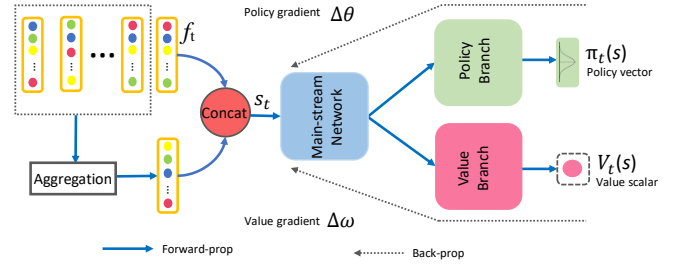 Policy gradient Δθ
f_t
Concat
s_t
Main-stream
Network
Policy
Branch
π_t(s)
Policy vector
Aggregation
Value
Branch
V_t(s)
Value scalar
Value gradient Δω
Forward-prop
Back-prop